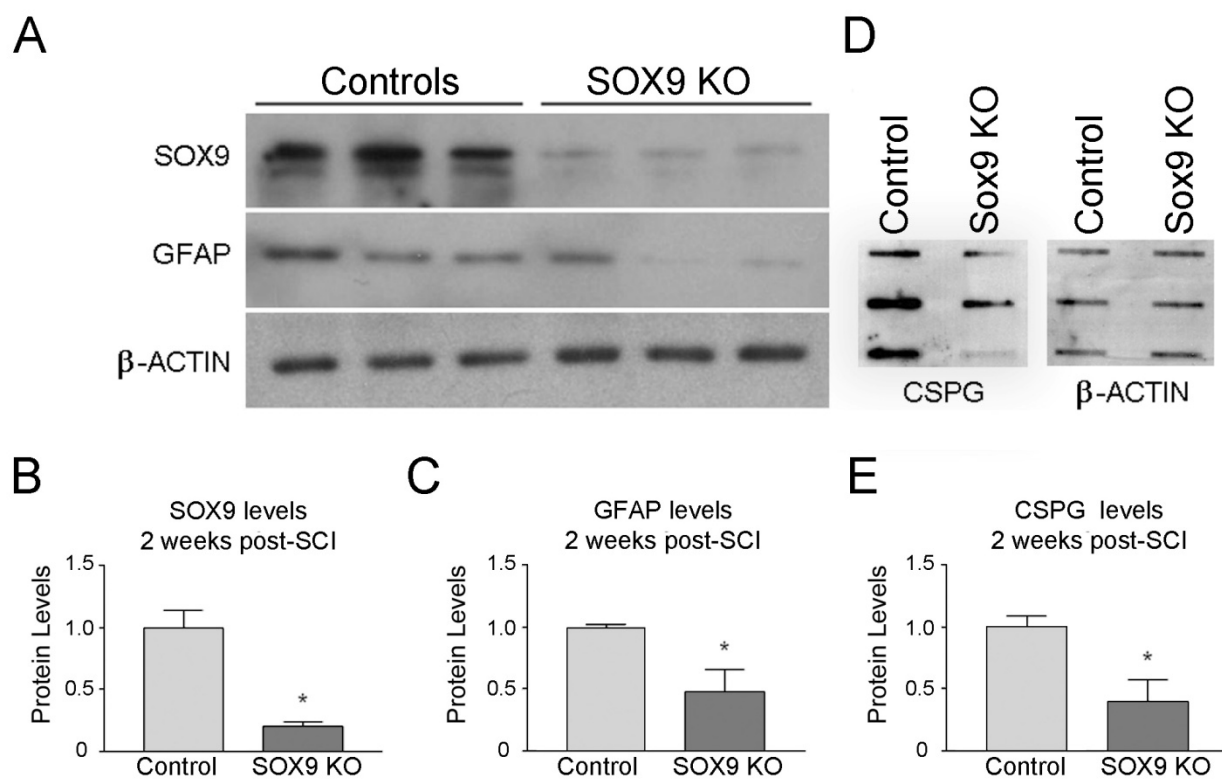 A
Controls SOX9 KO
SOX9
GFAP
β-ACTIN
D
Control Sox9 KO Control Sox9 KO
CSPG β-ACTIN
B
SOX9 levels
2 weeks post-SCI
Protein Levels
1.5
1.0
0.5
0
*
Control SOX9 KO
C
GFAP levels
2 weeks post-SCI
Protein Levels
1.5
1.0
0.5
0
*
Control SOX9 KO
E
CSPG levels
2 weeks post-SCI
Protein Levels
1.5
1.0
0.5
0
*
Control SOX9 KO